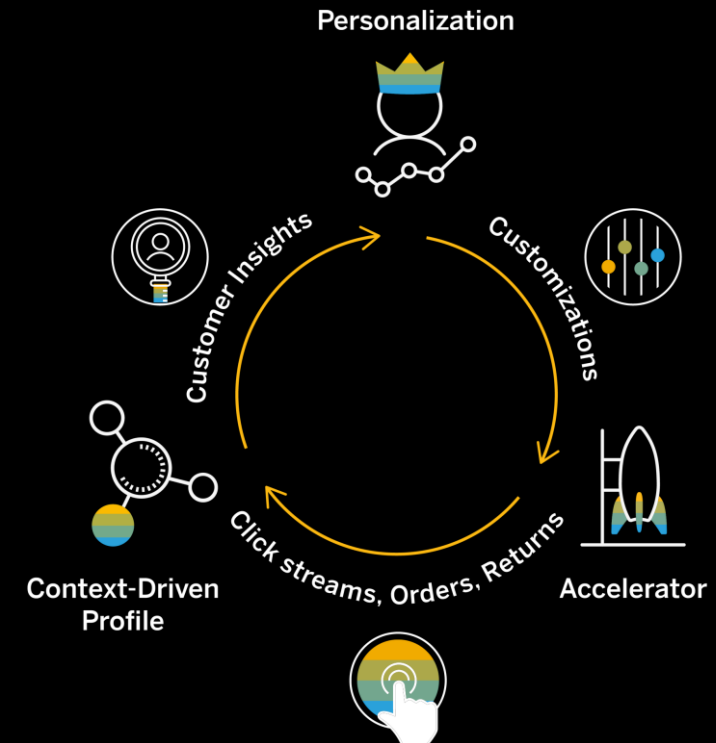 Personalization
Customer Insights
Customizations
Click streams, Orders, Returns
Context-Driven
Profile
Accelerator